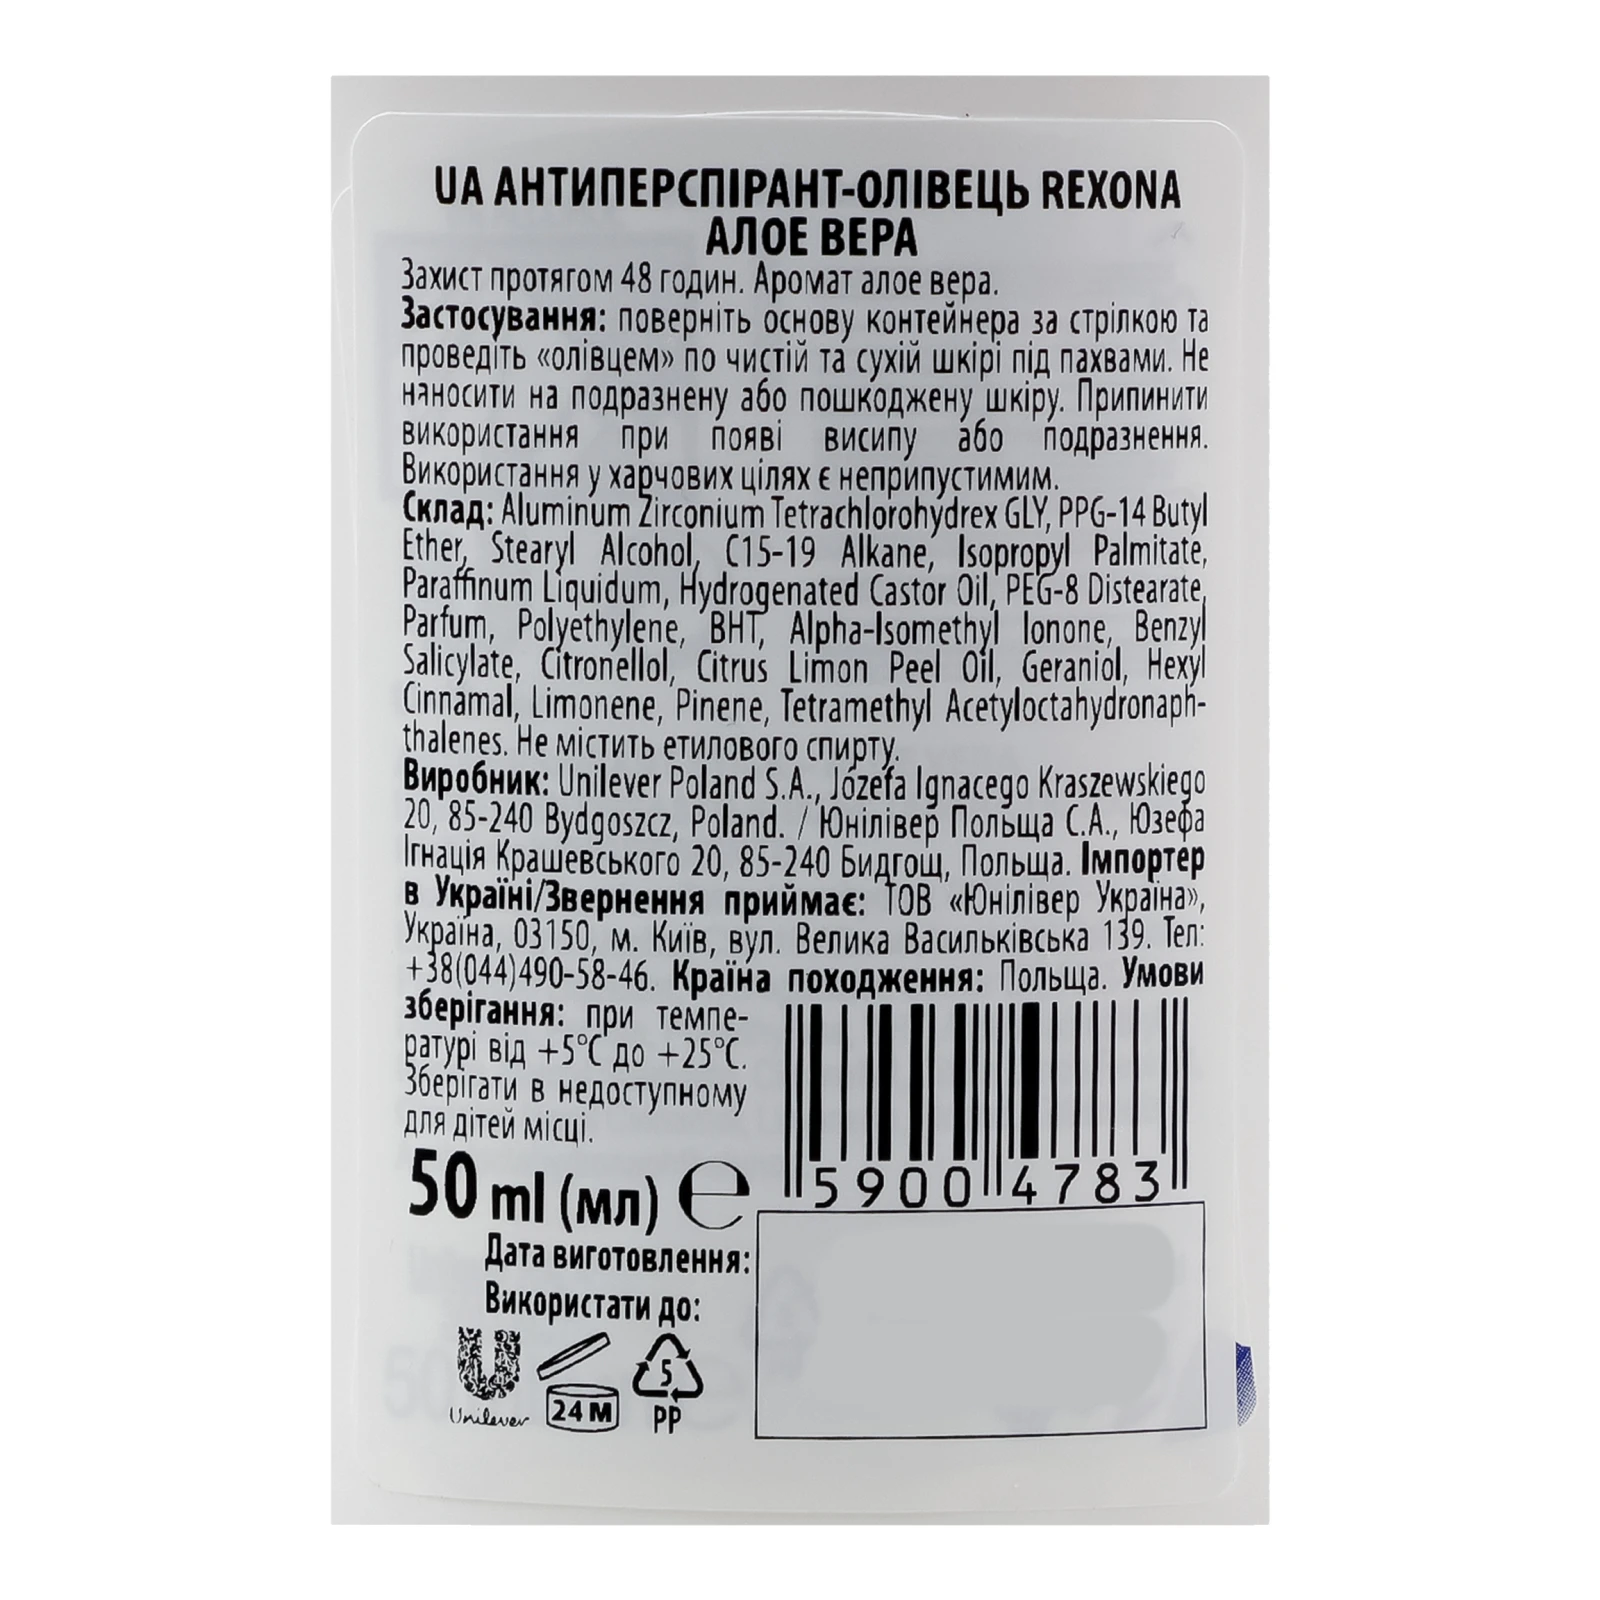 UA АНТИПЕРСПІРАНТ-ОЛІВЕЦЬ REXONA
АЛОЕ ВЕРА
Захист протягом 48 годин. Аромат алое вера.
Застосування: поверніть основу контейнера за стрілкою та
проведіть «олівцем» по чистій та сухій шкірі під пахвами. Не
наносити на подразнену або пошкоджену шкіру. Припинити
використання при появі висипу або подразнення.
Використання у харчових цілях є неприпустимим.
Склад: Aluminum Zirconium Tetrachlorohydrex GLY, PPG-14 Butyl
Ether, Stearyl Alcohol, C15-19 Alkane, Isopropyl Palmitate,
Paraffinum Liquidum, Hydrogenated Castor Oil, PEG-8 Distearate,
Parfum, Polyethylene, BHT, Alpha-Isomethyl Ionone, Benzyl
Salicylate, Citronellol, Citrus Limon Peel Oil, Geraniol, Hexyl
Cinnamal, Limonene, Pinene, Tetramethyl Acetyloctahydronaph-
thalenes. Не містить етилового спирту.
Виробник: Unilever Poland S.A., Józefa Ignacego Kraszewskiego
20, 85-240 Bydgoszcz, Poland. / Юнілівер Польща С.А., Юзефа
Ігнація Крашевського 20, 85-240 Бидгощ, Польща. Імпортер
в Україні/Звернення приймає: ТОВ «Юнілівер Україна»,
Україна, 03150, м. Київ, вул. Велика Васильківська 139. Тел:
+38(044)490-58-46. Країна походження: Польща. Умови
зберігання: при темпе-
ратурі від +5°C до +25°C.
Зберігати в недоступному
для дітей місці.
5900 4783
50 ml (мл) ℮
Дата виготовлення:
Використати до:
Unilever
24 M
5
PP